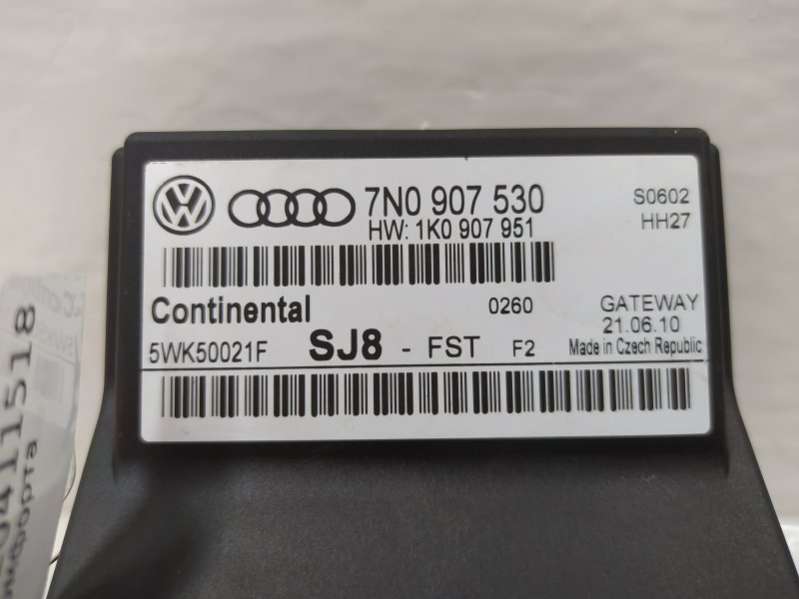 7N0 907 530
HW: 1K0 907 951
S0602
HH27
Continental
0260
GATEWAY
21.06.10
5WK50021F
SJ8 - FST F2
Made in Czech Republic
11518